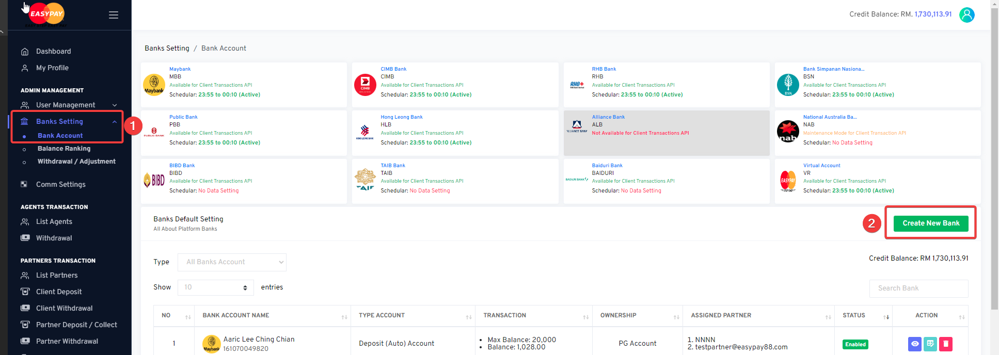 EASYPAY
EASY STEP EASY PAY
Credit Balance: RM. 1,730,113.91
Dashboard
My Profile
ADMIN MANAGEMENT
User Management
Banks Setting
Bank Account
1
Balance Ranking
Withdrawal / Adjustment
Comm Settings
AGENTS TRANSACTION
List Agents
Withdrawal
PARTNERS TRANSACTION
List Partners
Client Deposit
Client Withdrawal
Partner Deposit / Collect
Partner Withdrawal
Banks Setting / Bank Account
Maybank
Maybank
MBB
Available for Client Transactions API
Schedular: 23:55 to 00:10 (Active)
CIMB
CIMB Bank
CIMB
Available for Client Transactions API
Schedular: 23:55 to 00:10 (Active)
RHB
RHB Bank
RHB
Available for Client Transactions API
Schedular: 23:55 to 00:10 (Active)
BSN
Bank Simpanan Nasiona...
BSN
Available for Client Transactions API
Schedular: 23:55 to 00:10 (Active)
PUBLIC BANK
Public Bank
PBB
Available for Client Transactions API
Schedular: 23:55 to 00:10 (Active)
HONG LEONG BANK
Hong Leong Bank
HLB
Available for Client Transactions API
Schedular: 23:55 to 00:10 (Active)
ALLIANCE BANK
Alliance Bank
ALB
Not Available for Client Transactions API
nab
National Australia Ba...
NAB
Maintenance Mode for Client Transaction API
Schedular: No Data Setting
BIBD
BIBD Bank
BIBD
Available for Client Transactions API
Schedular: No Data Setting
TAIB
TAIB Bank
TAIB
Available for Client Transactions API
Schedular: No Data Setting
BAIDURI BANK
Baiduri Bank
BAIDURI
Available for Client Transactions API
Schedular: No Data Setting
EASYPAY
Virtual Account
VR
Available for Client Transactions API
Schedular: 23:55 to 00:10 (Active)
Banks Default Setting
All About Platform Banks
2
Create New Bank
Type All Banks Account
Credit Balance: RM 1,730,113.91
Show 10 entries
Search Bank
NO BANK ACCOUNT NAME TYPE ACCOUNT TRANSACTION OWNERSHIP ASSIGNED PARTNER STATUS ACTION
1
Maybank
Aaric Lee Ching Chian
161070049820
Deposit (Auto) Account
• Max Balance: 20,000
• Balance: 1,028.00
PG Account
1. NNNN
2. testpartner@easypay88.com
Enabled